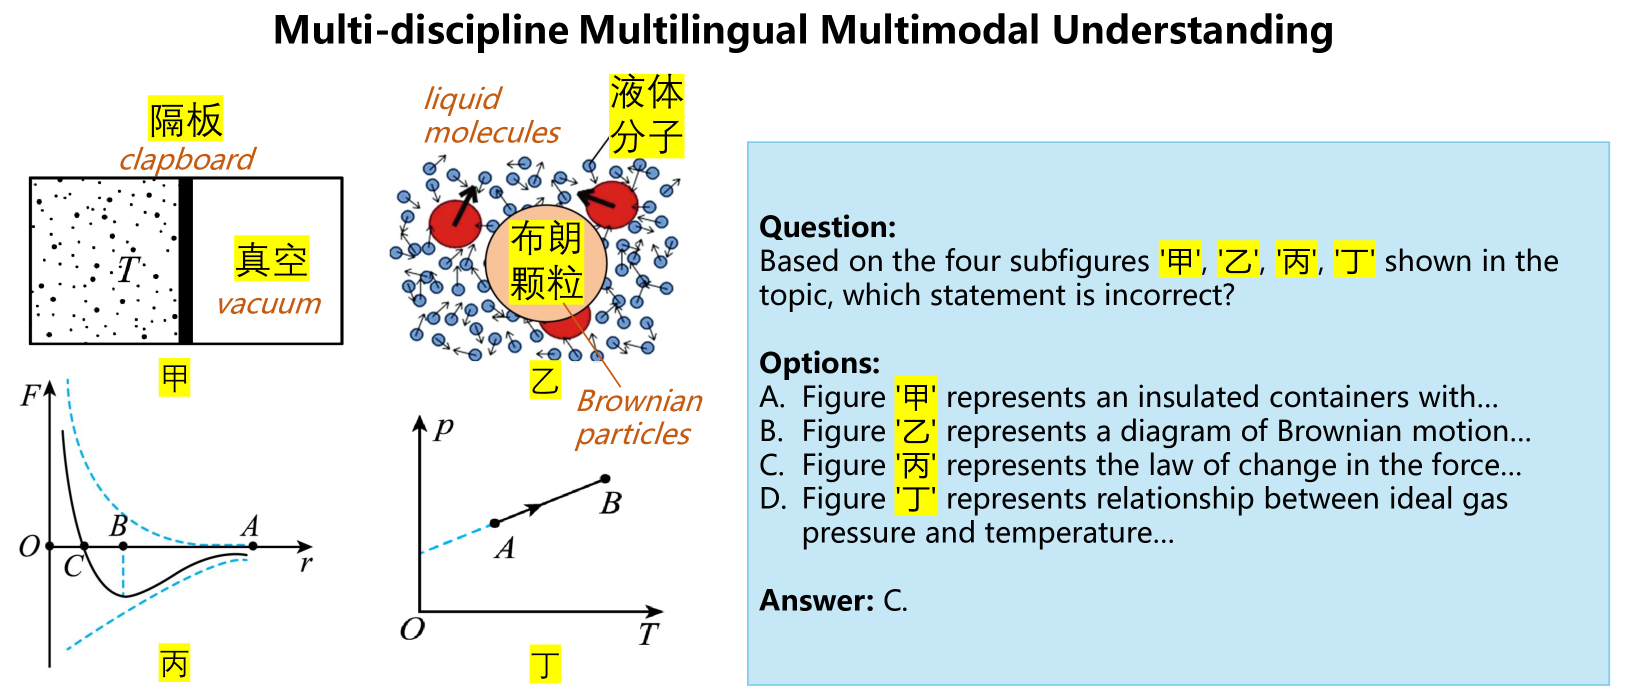 Multi-discipline Multilingual Multimodal Understanding
隔板
clapboard
T
真空
vacuum
甲
liquid
molecules
液体
分子
布朗
颗粒
乙
Brownian
particles
F
O
C
B
A
r
丙
p
B
A
O
T
丁
Question:
Based on the four subfigures '甲', '乙', '丙', '丁' shown in the
topic, which statement is incorrect?
Options:
A. Figure '甲' represents an insulated containers with...
B. Figure '乙' represents a diagram of Brownian motion...
C. Figure '丙' represents the law of change in the force...
D. Figure '丁' represents relationship between ideal gas
pressure and temperature...
Answer: C.